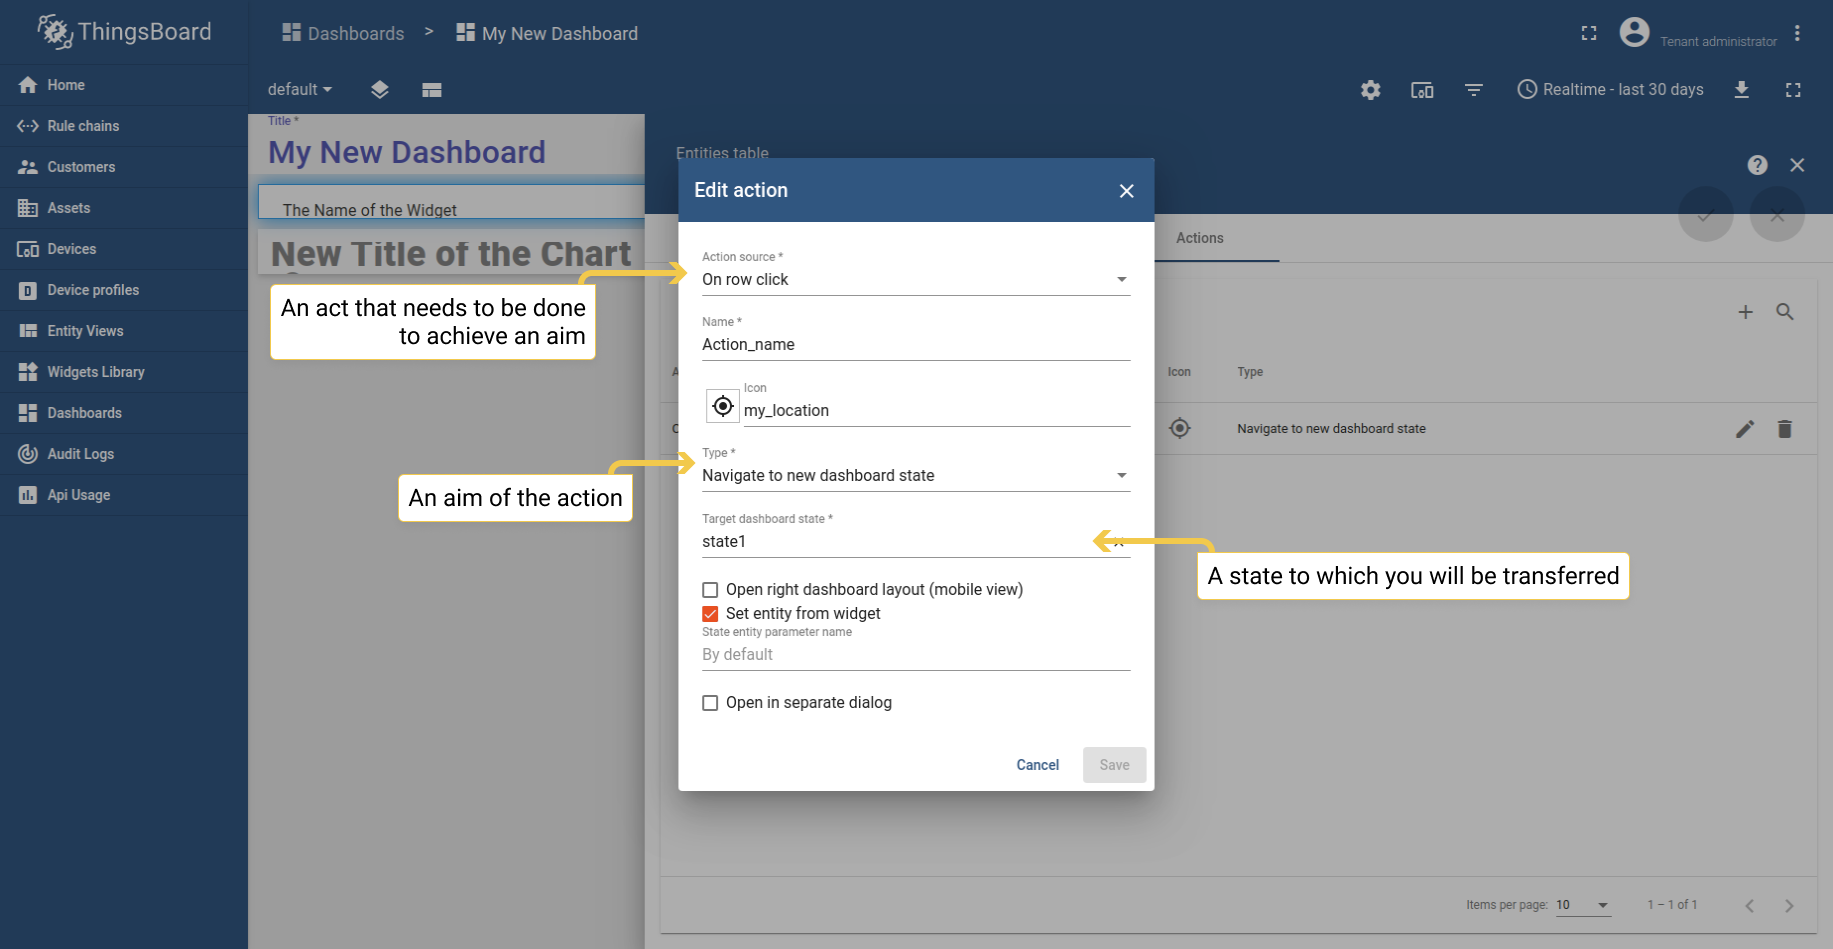 ThingsBoard
Dashboards > My New Dashboard
Tenant administrator
Home
Rule chains
Customers
Assets
Devices
Device profiles
Entity Views
Widgets Library
Dashboards
Audit Logs
Api Usage
default
Realtime - last 30 days
Title *
My New Dashboard
The Name of the Widget
New Title of the Chart
Entities table
Actions
Icon
Type
Navigate to new dashboard state
Items per page: 10
1 – 1 of 1
Edit action
Action source *
On row click
Name *
Action_name
Icon
my_location
Type *
Navigate to new dashboard state
Target dashboard state *
state1
Open right dashboard layout (mobile view)
Set entity from widget
State entity parameter name
By default
Open in separate dialog
Cancel
Save
An act that needs to be done
to achieve an aim
An aim of the action
A state to which you will be transferred